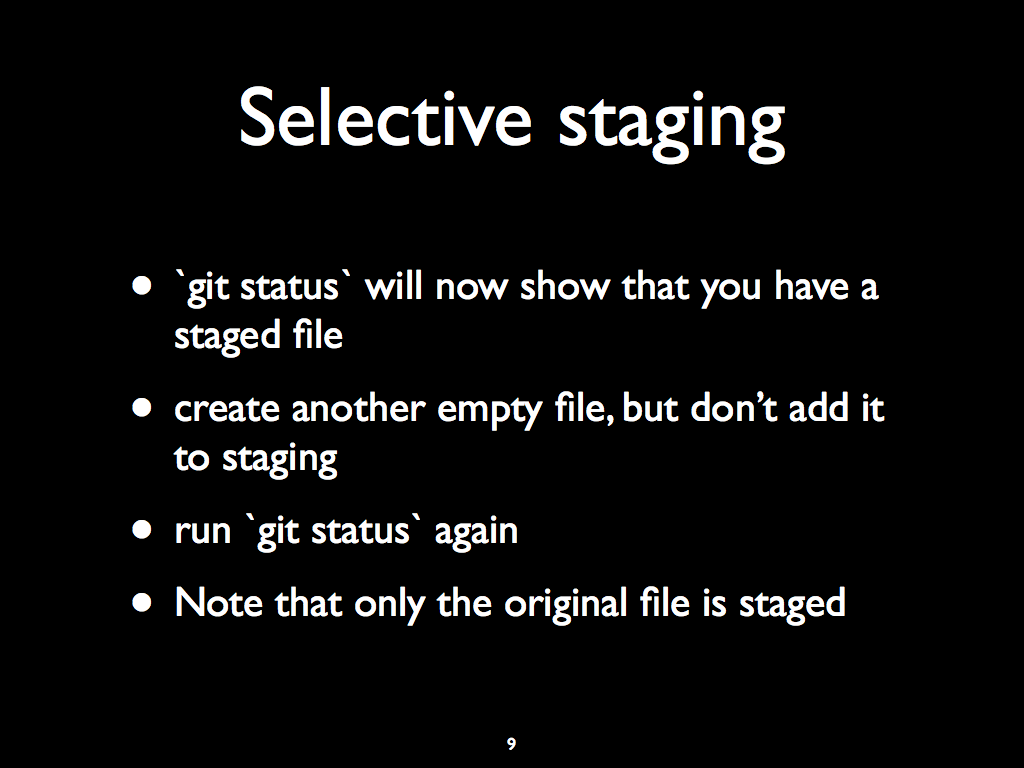 Selective staging
• `git status` will now show that you have a
staged file
• create another empty file, but don’t add it
to staging
• run `git status` again
• Note that only the original file is staged
9